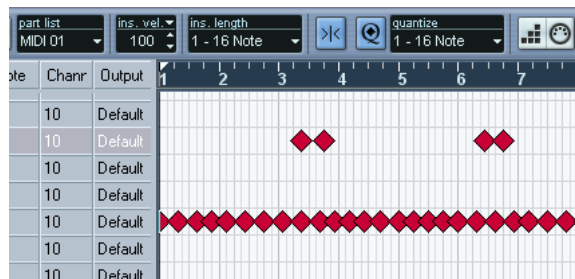 part list
MIDI 01
ins. vel.
100
ins. length
1 - 16 Note
quantize
1 - 16 Note
ote Chanr Output
1 2 3 4 5 6 7
10 Default
10 Default
10 Default
10 Default
10 Default
10 Default
10 Default